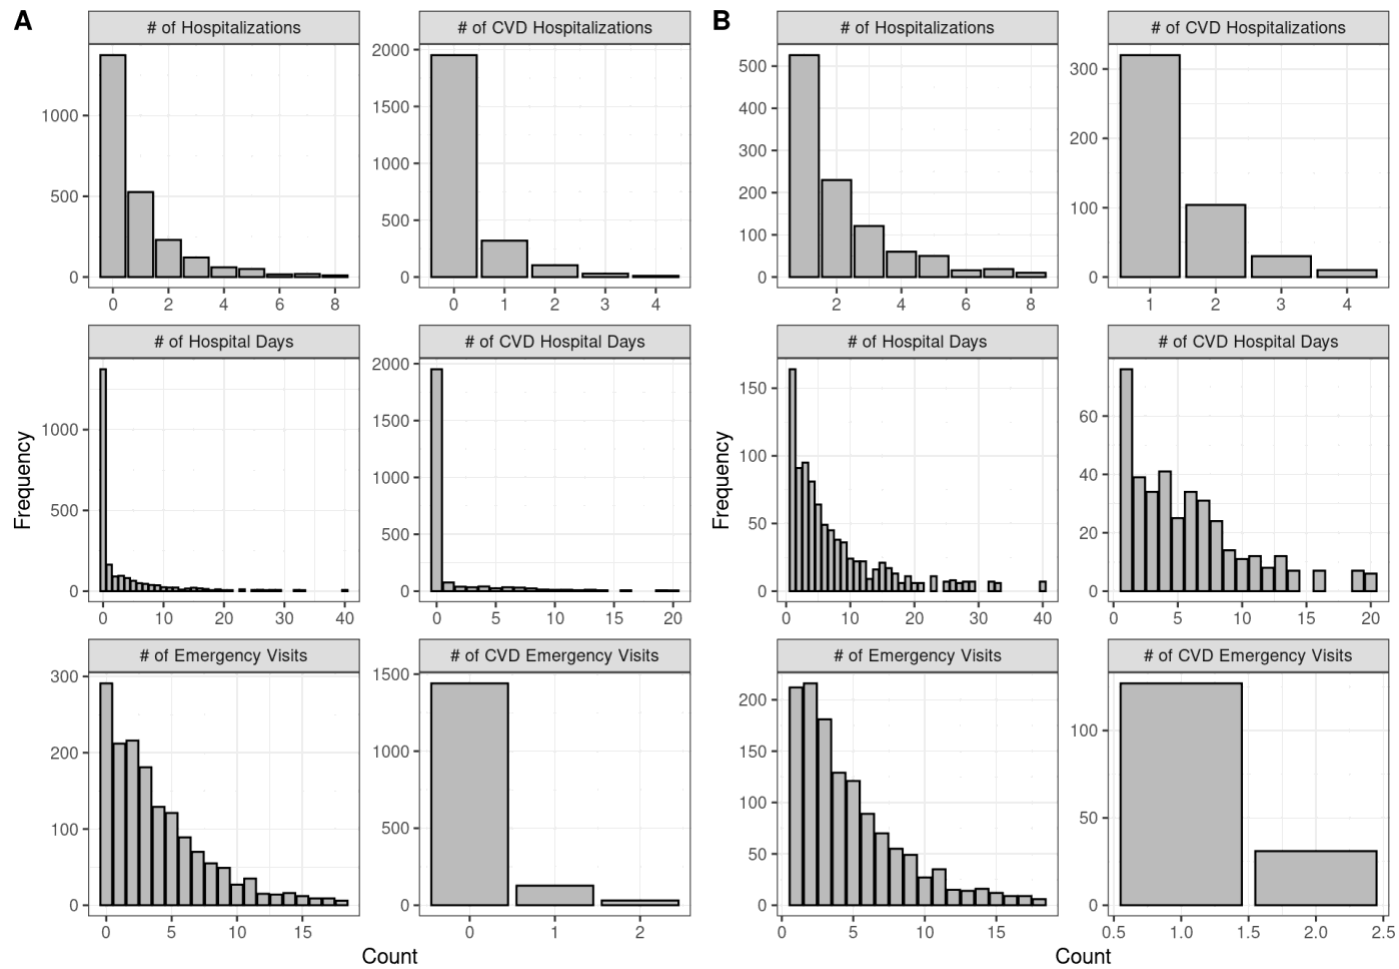 A
B
# of Hospitalizations
# of CVD Hospitalizations
# of Hospitalizations
# of CVD Hospitalizations
1000
500
0
0 2 4 6 8
2000
1500
1000
500
0
0 1 2 3 4
500
400
300
200
100
0
2 4 6 8
300
200
100
0
1 2 3 4
# of Hospital Days
# of CVD Hospital Days
# of Hospital Days
# of CVD Hospital Days
1000
500
0
0 10 20 30 40
2000
1500
1000
500
0
0 5 10 15 20
150
100
50
0
0 10 20 30 40
60
40
20
0
0 5 10 15 20
Frequency
Frequency
# of Emergency Visits
# of CVD Emergency Visits
# of Emergency Visits
# of CVD Emergency Visits
300
200
100
0
0 5 10 15
1500
1000
500
0
0 1 2
200
150
100
50
0
5 10 15
100
50
0
0.5 1.0 1.5 2.0 2.5
Count
Count